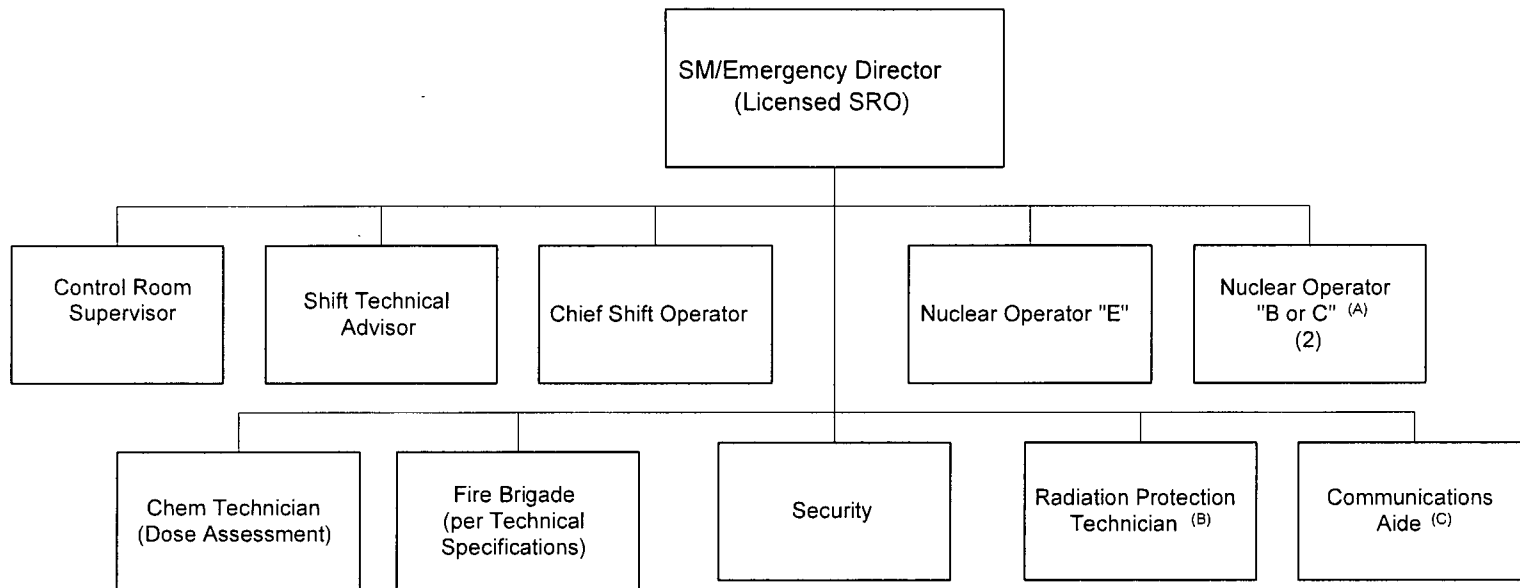 SM/Emergency Director
(Licensed SRO)
Control Room
Supervisor
Shift Technical
Advisor
Chief Shift Operator
Nuclear Operator "E"
Nuclear Operator
"B or C" (A)
(2)
Chem Technician
(Dose Assessment)
Fire Brigade
(per Technical
Specifications)
Security
Radiation Protection
Technician (B)
Communications
Aide (C)